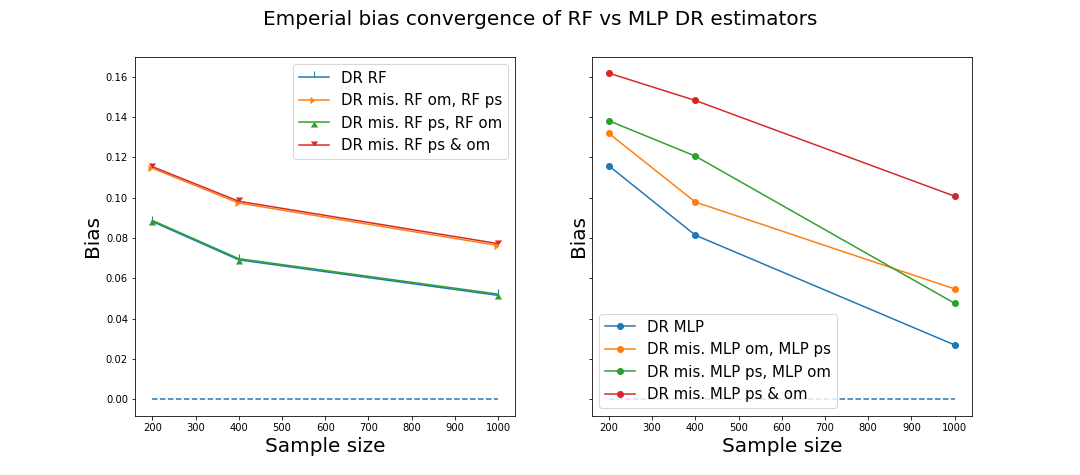 Emperial bias convergence of RF vs MLP DR estimators
0.16
0.14
0.12
0.10
0.08
0.06
0.04
0.02
0.00
Bias
DR RF
DR mis. RF om, RF ps
DR mis. RF ps, RF om
DR mis. RF ps & om
200 300 400 500 600 700 800 900 1000
Sample size
Bias
DR MLP
DR mis. MLP om, MLP ps
DR mis. MLP ps, MLP om
DR mis. MLP ps & om
200 300 400 500 600 700 800 900 1000
Sample size